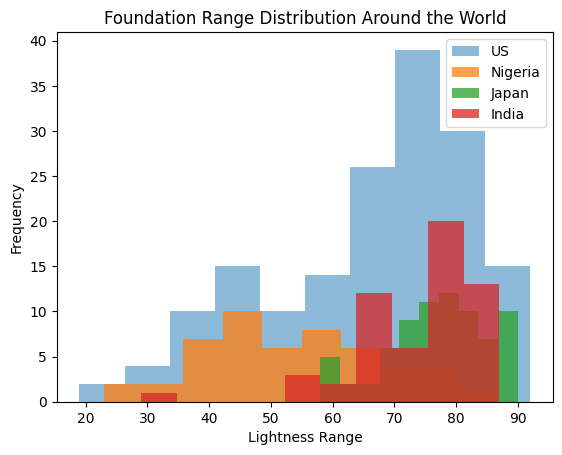 Foundation Range Distribution Around the World
US
Nigeria
Japan
India
Frequency
40
35
30
25
20
15
10
5
0
20 30 40 50 60 70 80 90
Lightness Range